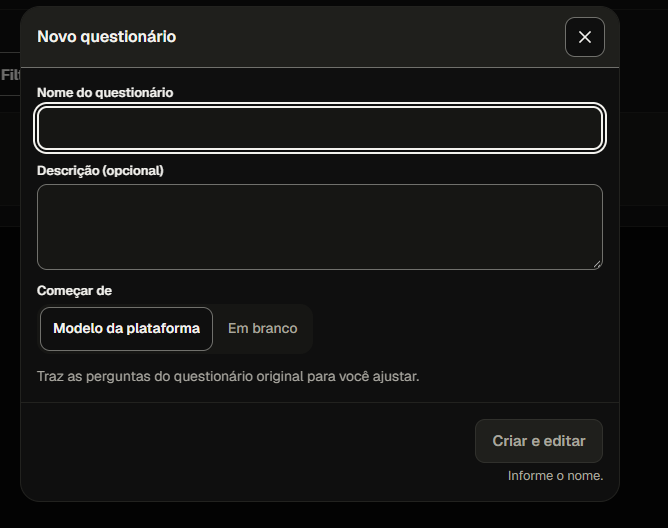 Novo questionário
Nome do questionário
Descrição (opcional)
Começar de
Modelo da plataforma
Em branco
Traz as perguntas do questionário original para você ajustar.
Criar e editar
Informe o nome.